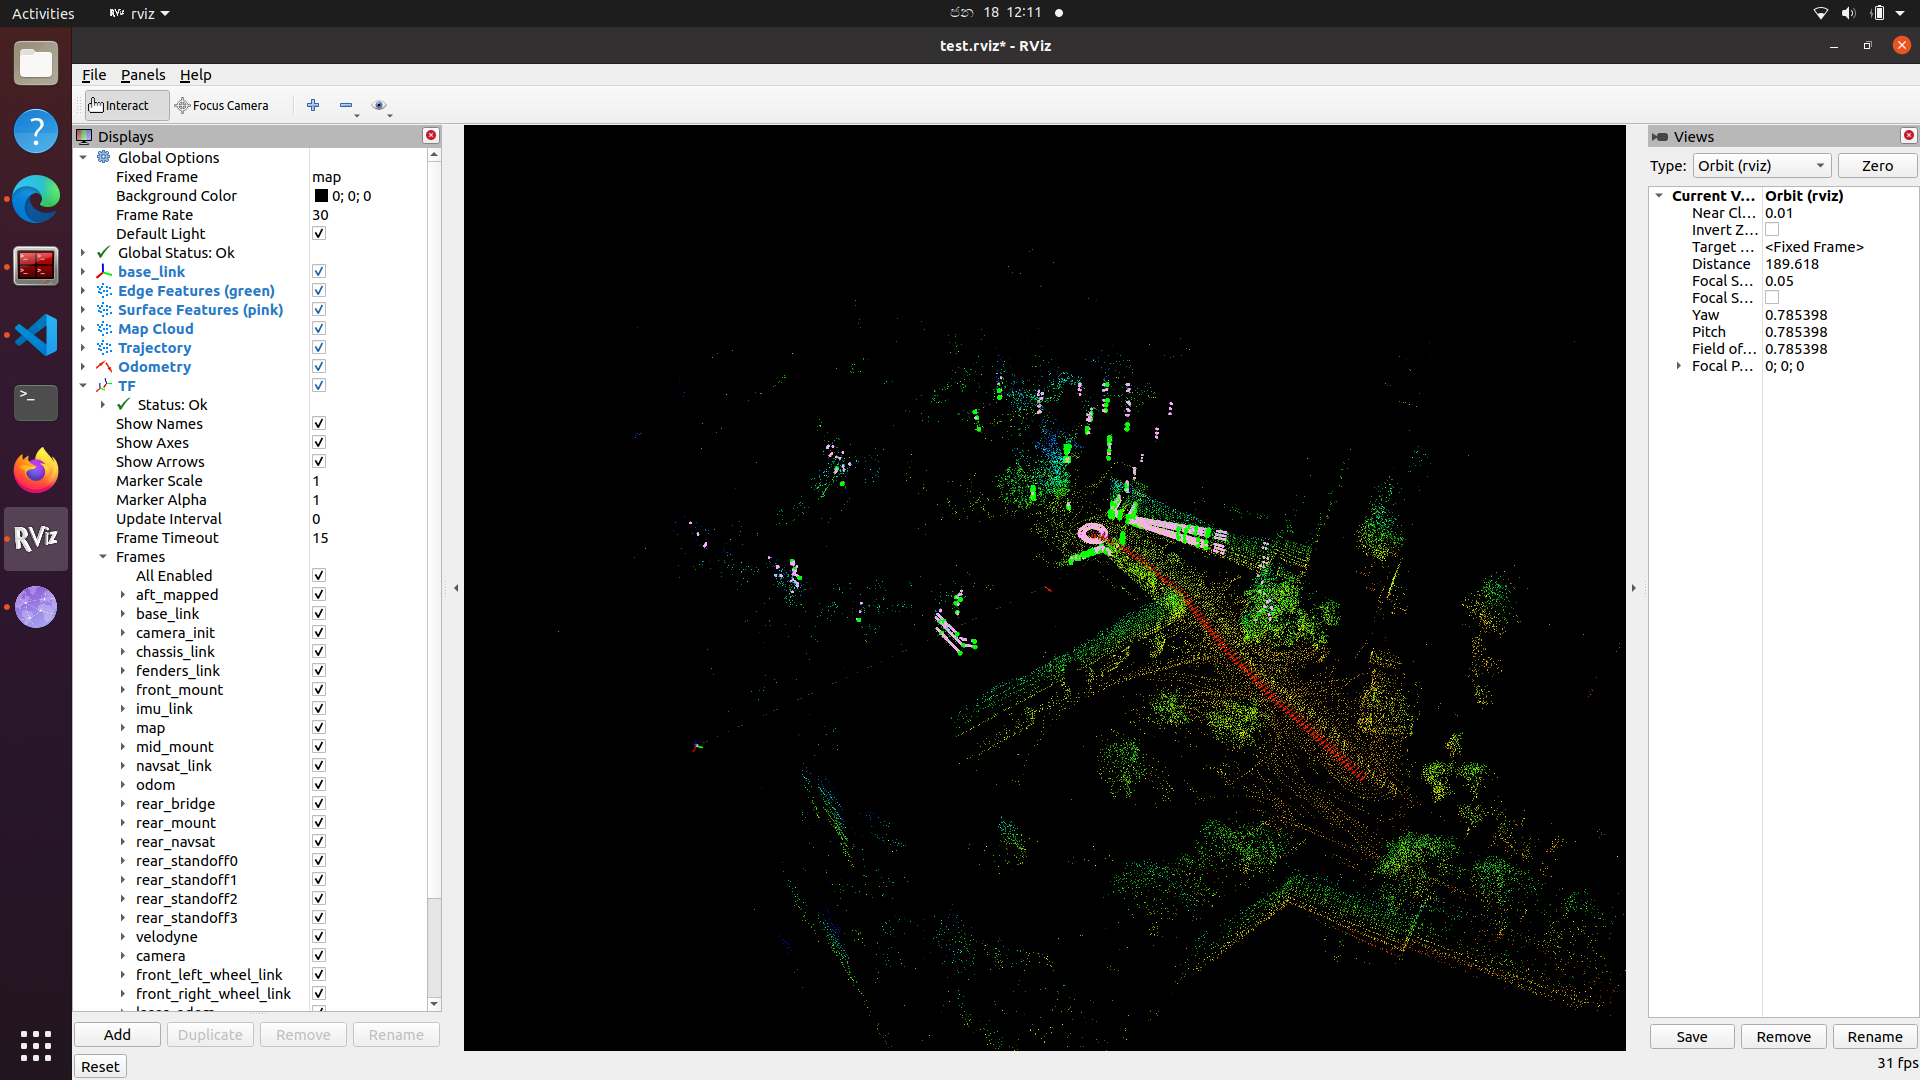 Activities
RViz rviz
ජන 18 12:11
test.rviz* - RViz
File Panels Help
Interact Focus Camera
Displays
Global Options
Fixed Frame map
Background Color 0; 0; 0
Frame Rate 30
Default Light
Global Status: Ok
base_link
Edge Features (green)
Surface Features (pink)
Map Cloud
Trajectory
Odometry
TF
Status: Ok
Show Names
Show Axes
Show Arrows
Marker Scale 1
Marker Alpha 1
Update Interval 0
Frame Timeout 15
Frames
All Enabled
aft_mapped
base_link
camera_init
chassis_link
fenders_link
front_mount
imu_link
map
mid_mount
navsat_link
odom
rear_bridge
rear_mount
rear_navsat
rear_standoff0
rear_standoff1
rear_standoff2
rear_standoff3
velodyne
camera
front_left_wheel_link
front_right_wheel_link
Add Duplicate Remove Rename
Reset
Views
Type: Orbit (rviz) Zero
Current V... Orbit (rviz)
Near Cl... 0.01
Invert Z...
Target ... <Fixed Frame>
Distance 189.618
Focal S... 0.05
Focal S...
Yaw 0.785398
Pitch 0.785398
Field of... 0.785398
Focal P... 0; 0; 0
Save Remove Rename
31 fps
RViz